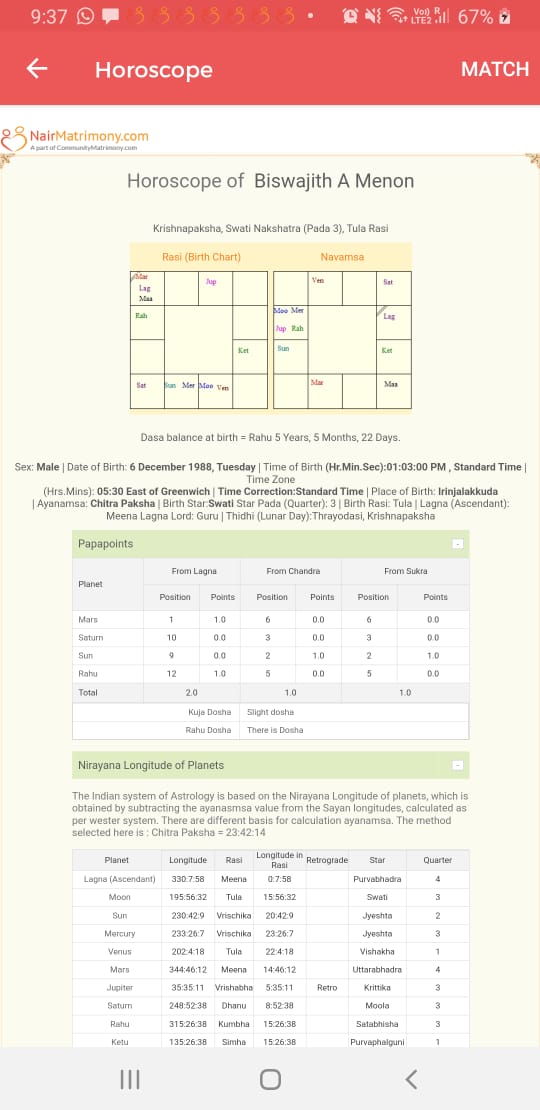 9:37 Vo)) R LTE2 67%
Horoscope MATCH
NairMatrimony.com
A part of CommunityMatrimony.com
Horoscope of Biswajith A Menon
Krishnapaksha, Swati Nakshatra (Pada 3), Tula Rasi
Rasi (Birth Chart) Navamsa
Mar Jup Ven Sat
Lag
Maa
Rah Moo Mer Lag
Jup Rah
Ket Sun Ket
Sat Sun Mer Moo Ven Mar Maa
Dasa balance at birth = Rahu 5 Years, 5 Months, 22 Days.
Sex: Male | Date of Birth: 6 December 1988, Tuesday | Time of Birth (Hr.Min.Sec):01:03:00 PM , Standard Time |
Time Zone
(Hrs.Mins): 05:30 East of Greenwich | Time Correction:Standard Time | Place of Birth: Irinjalakkuda
| Ayanamsa: Chitra Paksha | Birth Star:Swati Star Pada (Quarter): 3 | Birth Rasi: Tula | Lagna (Ascendant):
Meena Lagna Lord: Guru | Thidhi (Lunar Day):Thrayodasi, Krishnapaksha
Papapoints -
Planet From Lagna From Chandra From Sukra
Position Points Position Points Position Points
Mars 1 1.0 6 0.0 6 0.0
Saturn 10 0.0 3 0.0 3 0.0
Sun 9 0.0 2 1.0 2 1.0
Rahu 12 1.0 5 0.0 5 0.0
Total 2.0 1.0 1.0
Kuja Dosha Slight dosha
Rahu Dosha There is Dosha
Nirayana Longitude of Planets -
The Indian system of Astrology is based on the Nirayana Longitude of planets, which is
obtained by subtracting the ayanasmsa value from the Sayan longitudes, calculated as
per wester system. There are different basis for calculation ayanamsa. The method
selected here is : Chitra Paksha = 23:42:14
Planet Longitude Rasi Longitude in Rasi Retrograde Star Quarter
Lagna (Ascendant) 330:7:58 Meena 0:7:58 Purvabhadra 4
Moon 195:56:32 Tula 15:56:32 Swati 3
Sun 230:42:9 Vrischika 20:42:9 Jyeshta 2
Mercury 233:26:7 Vrischika 23:26:7 Jyeshta 3
Venus 202:4:18 Tula 22:4:18 Vishakha 1
Mars 344:46:12 Meena 14:46:12 Uttarabhadra 4
Jupiter 35:35:11 Vrishabha 5:35:11 Retro Krittika 3
Saturn 248:52:38 Dhanu 8:52:38 Moola 3
Rahu 315:26:38 Kumbha 15:26:38 Satabhisha 3
Ketu 135:26:38 Simha 15:26:38 Purvaphalguni 1